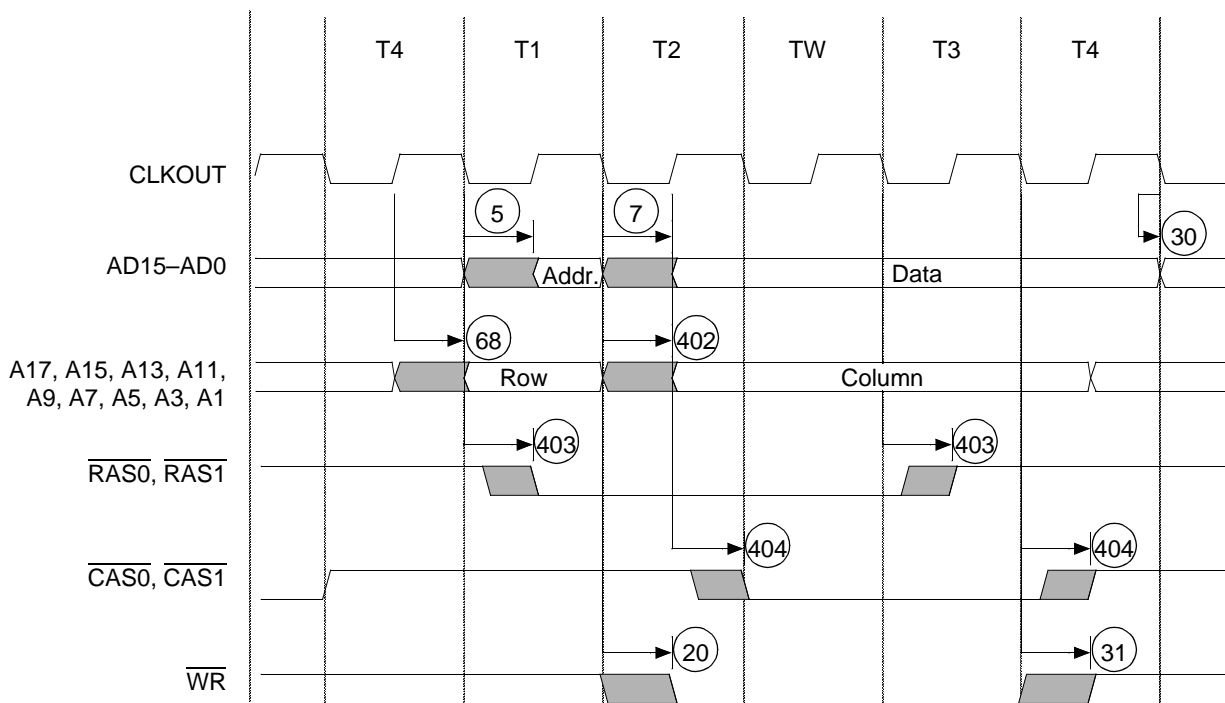 T4 T1 T2 TW T3 T4
CLKOUT
5 7 30
AD15–AD0
Addr. Data
68 402
A17, A15, A13, A11,
A9, A7, A5, A3, A1
Row Column
403 403
RAS0, RAS1
404 404
CAS0, CAS1
20 31
WR